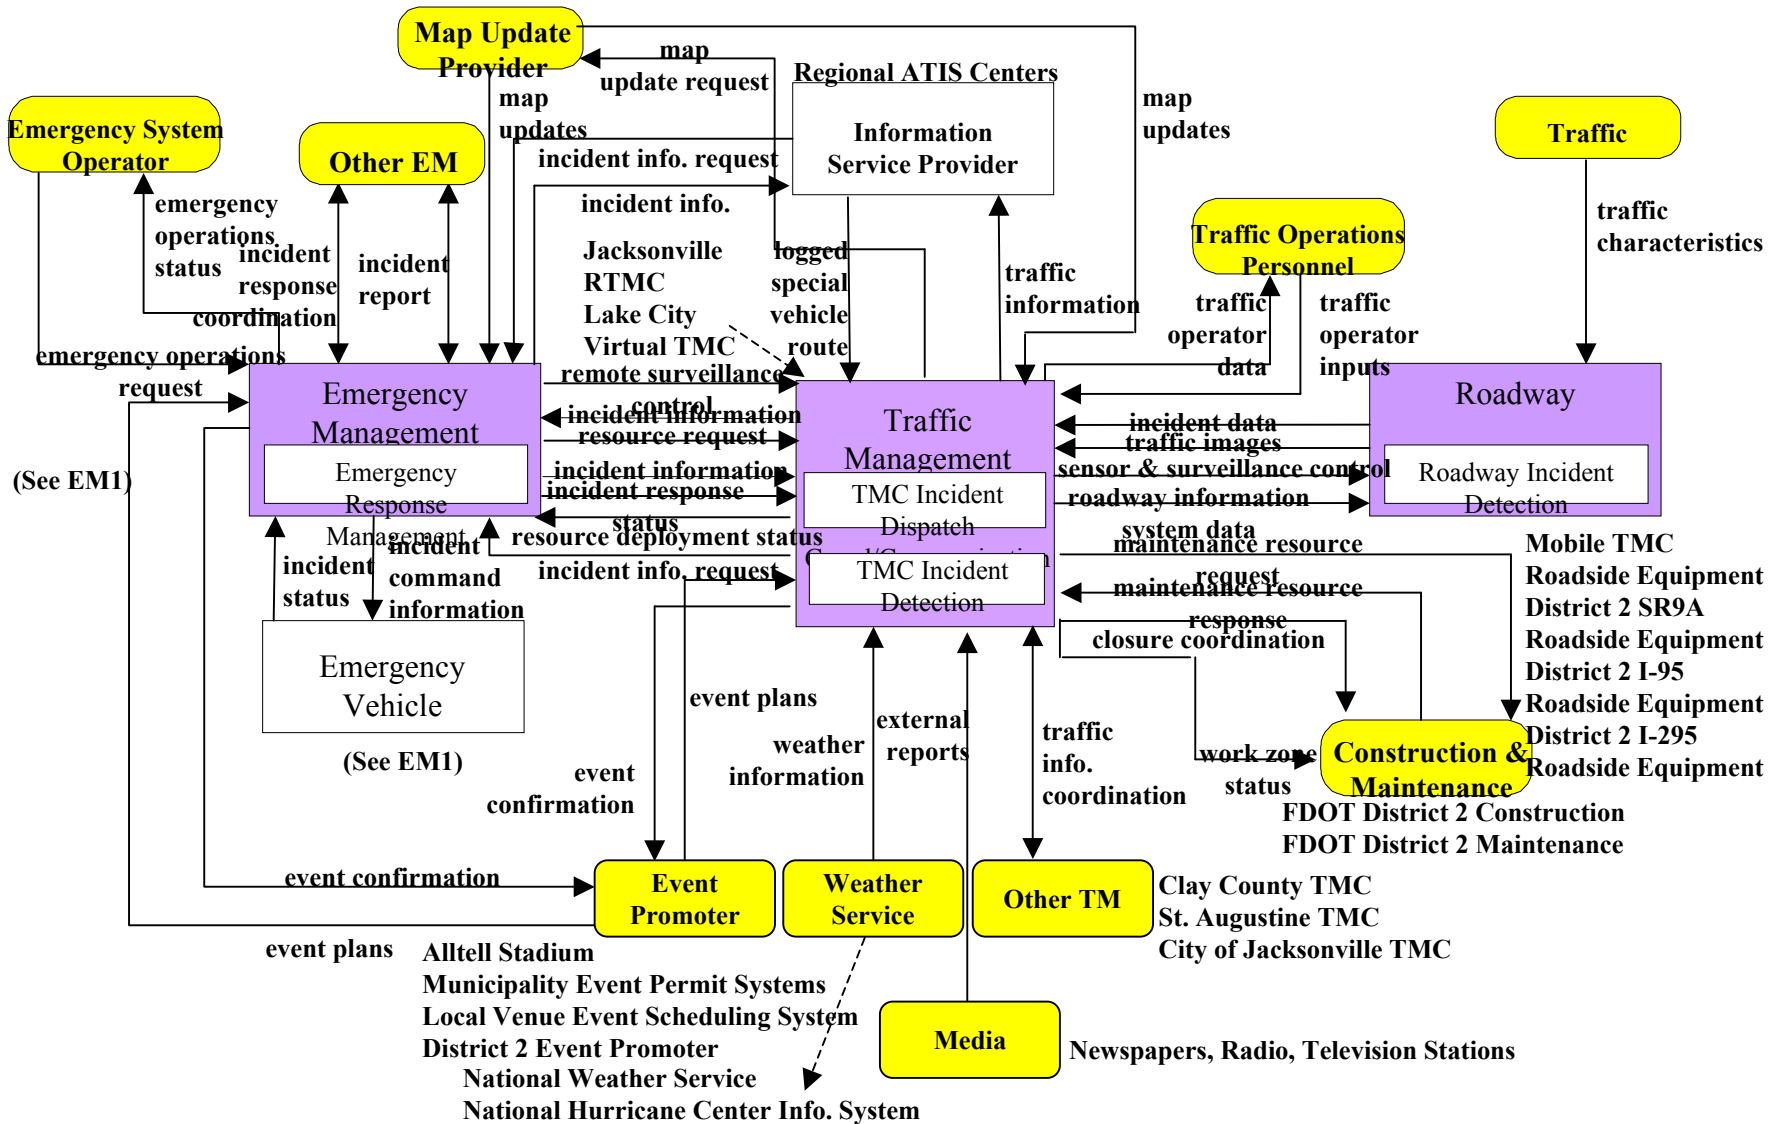 Map Update
Provider
map
update request
Regional ATIS Centers
map
updates
map
updates
Emergency System
Operator
Other EM
Information
Service Provider
Traffic
incident info. request
incident info.
emergency
operations
status
incident
response
coordination
incident
report
Jacksonville
RTMC
Lake City
Virtual TMC
logged
special
vehicle
route
traffic
information
Traffic Operations
Personnel
traffic
characteristics
traffic
operator
data
traffic
operator
inputs
emergency operations
request
Emergency
Management
Emergency
Response
Management
(See EM1)
remote surveillance
control
incident information
resource request
incident information
incident response
status
resource deployment status
incident info. request
Traffic
Management
TMC Incident
Dispatch
TMC Incident
Detection
incident data
traffic images
sensor & surveillance control
roadway information
system data
Roadway
Roadway Incident
Detection
maintenance resource
request
maintenance resource
response
closure coordination
Mobile TMC
Roadside Equipment
District 2 SR9A
Roadside Equipment
District 2 I-95
Roadside Equipment
District 2 I-295
Roadside Equipment
incident
status
incident
command
information
Emergency
Vehicle
(See EM1)
event plans
event
confirmation
weather
information
external
reports
traffic
info.
coordination
work zone
status
Construction &
Maintenance
FDOT District 2 Construction
FDOT District 2 Maintenance
event confirmation
event plans
Event
Promoter
Weather
Service
Other TM
Clay County TMC
St. Augustine TMC
City of Jacksonville TMC
Alltell Stadium
Municipality Event Permit Systems
Local Venue Event Scheduling System
District 2 Event Promoter
National Weather Service
National Hurricane Center Info. System
Media
Newspapers, Radio, Television Stations